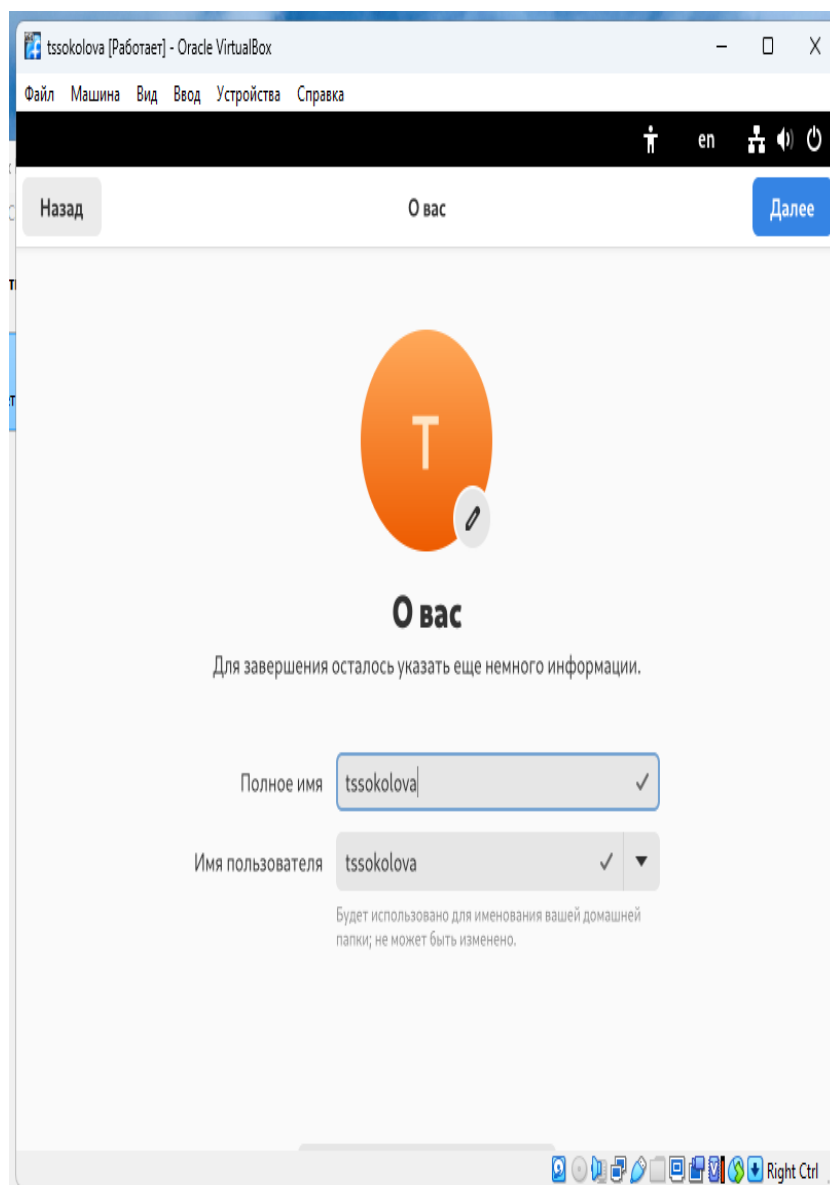 tssokolova [Работает] - Oracle VirtualBox
Файл Машина Вид Ввод Устройства Справка
en
Назад О вас Далее
T
О вас
Для завершения осталось указать еще немного информации.
Полное имя tssokolova
Имя пользователя tssokolova
Будет использовано для именования вашей домашней
папки; не может быть изменено.
Right Ctrl